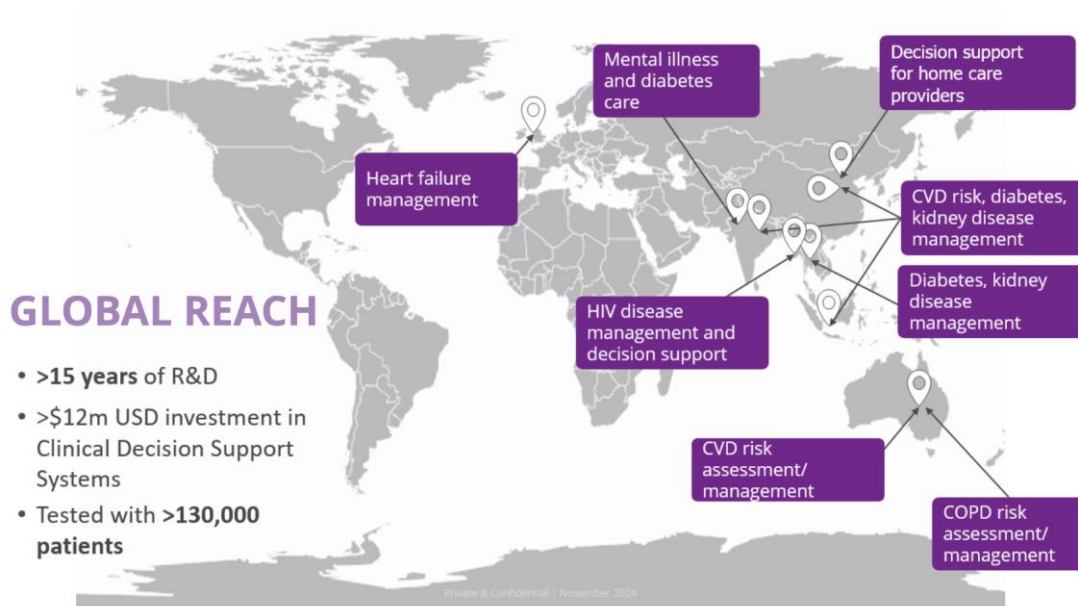 Mental illness
and diabetes
care
Decision support
for home care
providers
Heart failure
management
CVD risk, diabetes,
kidney disease
management
Diabetes, kidney
disease
management
HIV disease
management and
decision support
GLOBAL REACH
• >15 years of R&D
• >$12m USD investment in
Clinical Decision Support
Systems
• Tested with >130,000
patients
CVD risk
assessment/
management
COPD risk
assessment/
management
Private & Confidential | November 2024